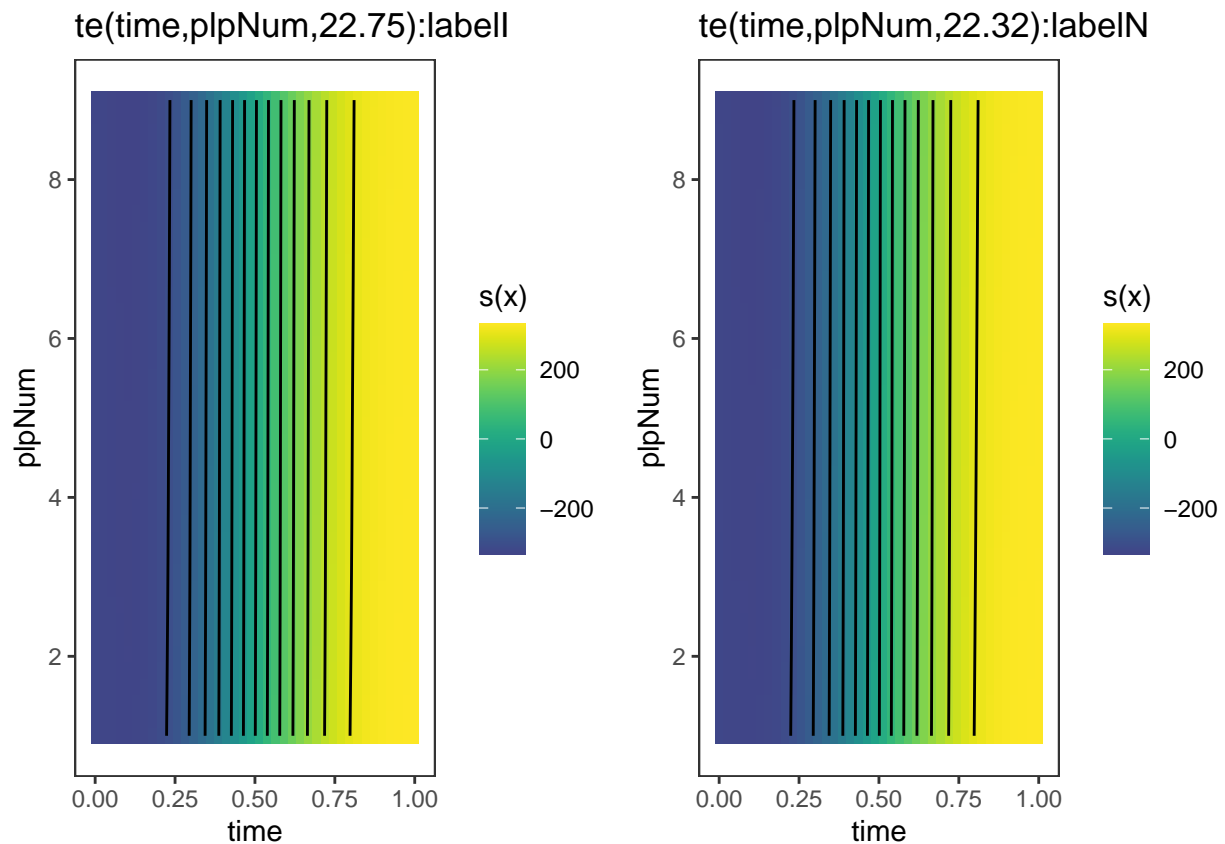 te(time,plpNum,22.75):labelI
8
6
4
2
plpNum
0.00 0.25 0.50 0.75 1.00
time
s(x)
200
0
−200
te(time,plpNum,22.32):labelN
8
6
4
2
plpNum
0.00 0.25 0.50 0.75 1.00
time
s(x)
200
0
−200